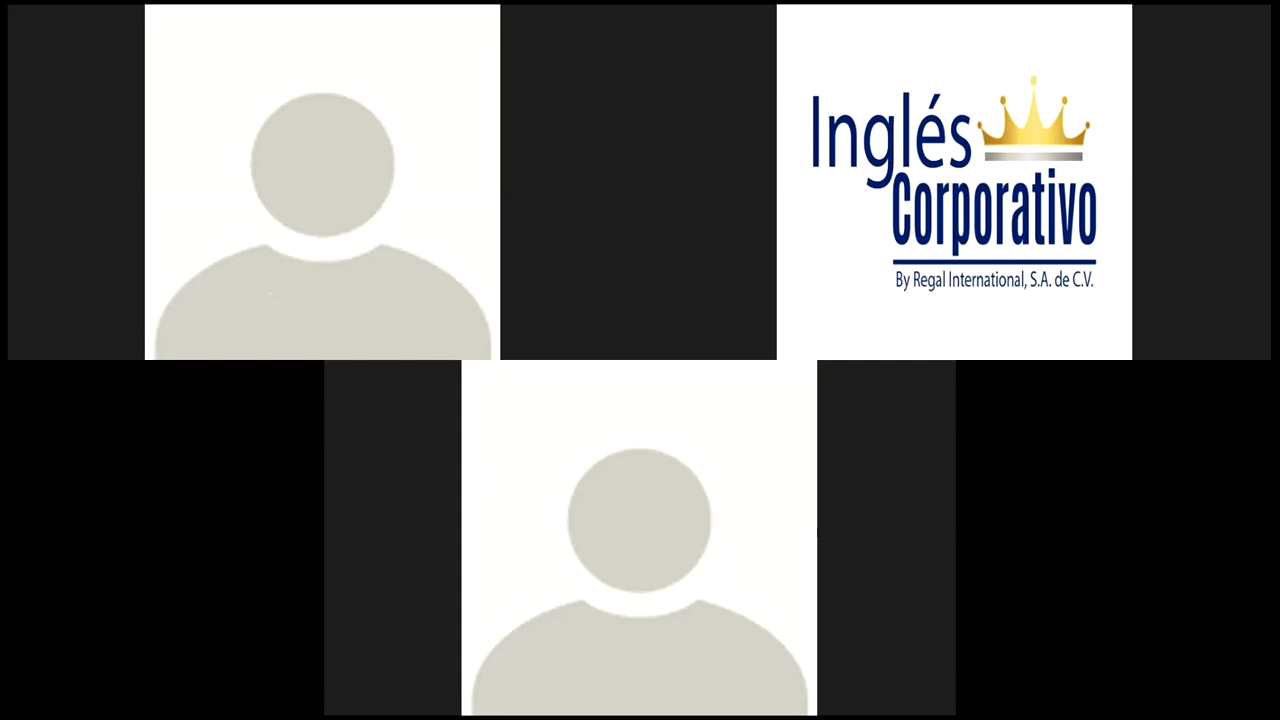 Inglés
Corporativo
By Regal International, S.A. de C.V.